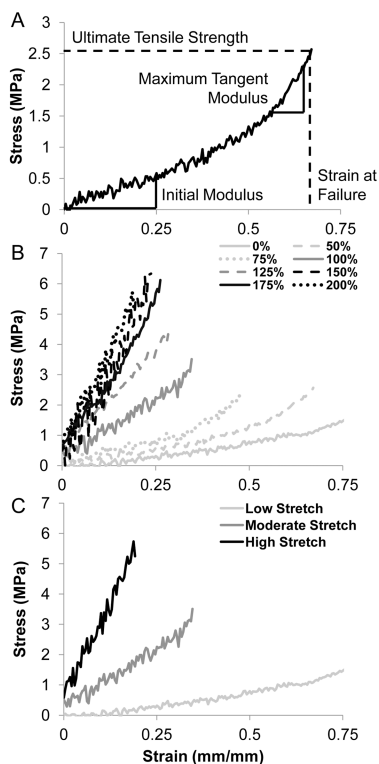 A
3
2.5
2
1.5
1
0.5
0
Stress (MPa)
Ultimate Tensile Strength
Maximum Tangent
Modulus
Initial Modulus
Strain at
Failure
0
0.25
0.50
0.75
B
7
6
5
4
3
2
1
0
Stress (MPa)
0% 50%
75% 100%
125% 150%
175% 200%
0
0.25
0.50
0.75
C
7
6
5
4
3
2
1
0
Stress (MPa)
Low Stretch
Moderate Stretch
High Stretch
0
0.25
0.50
0.75
Strain (mm/mm)